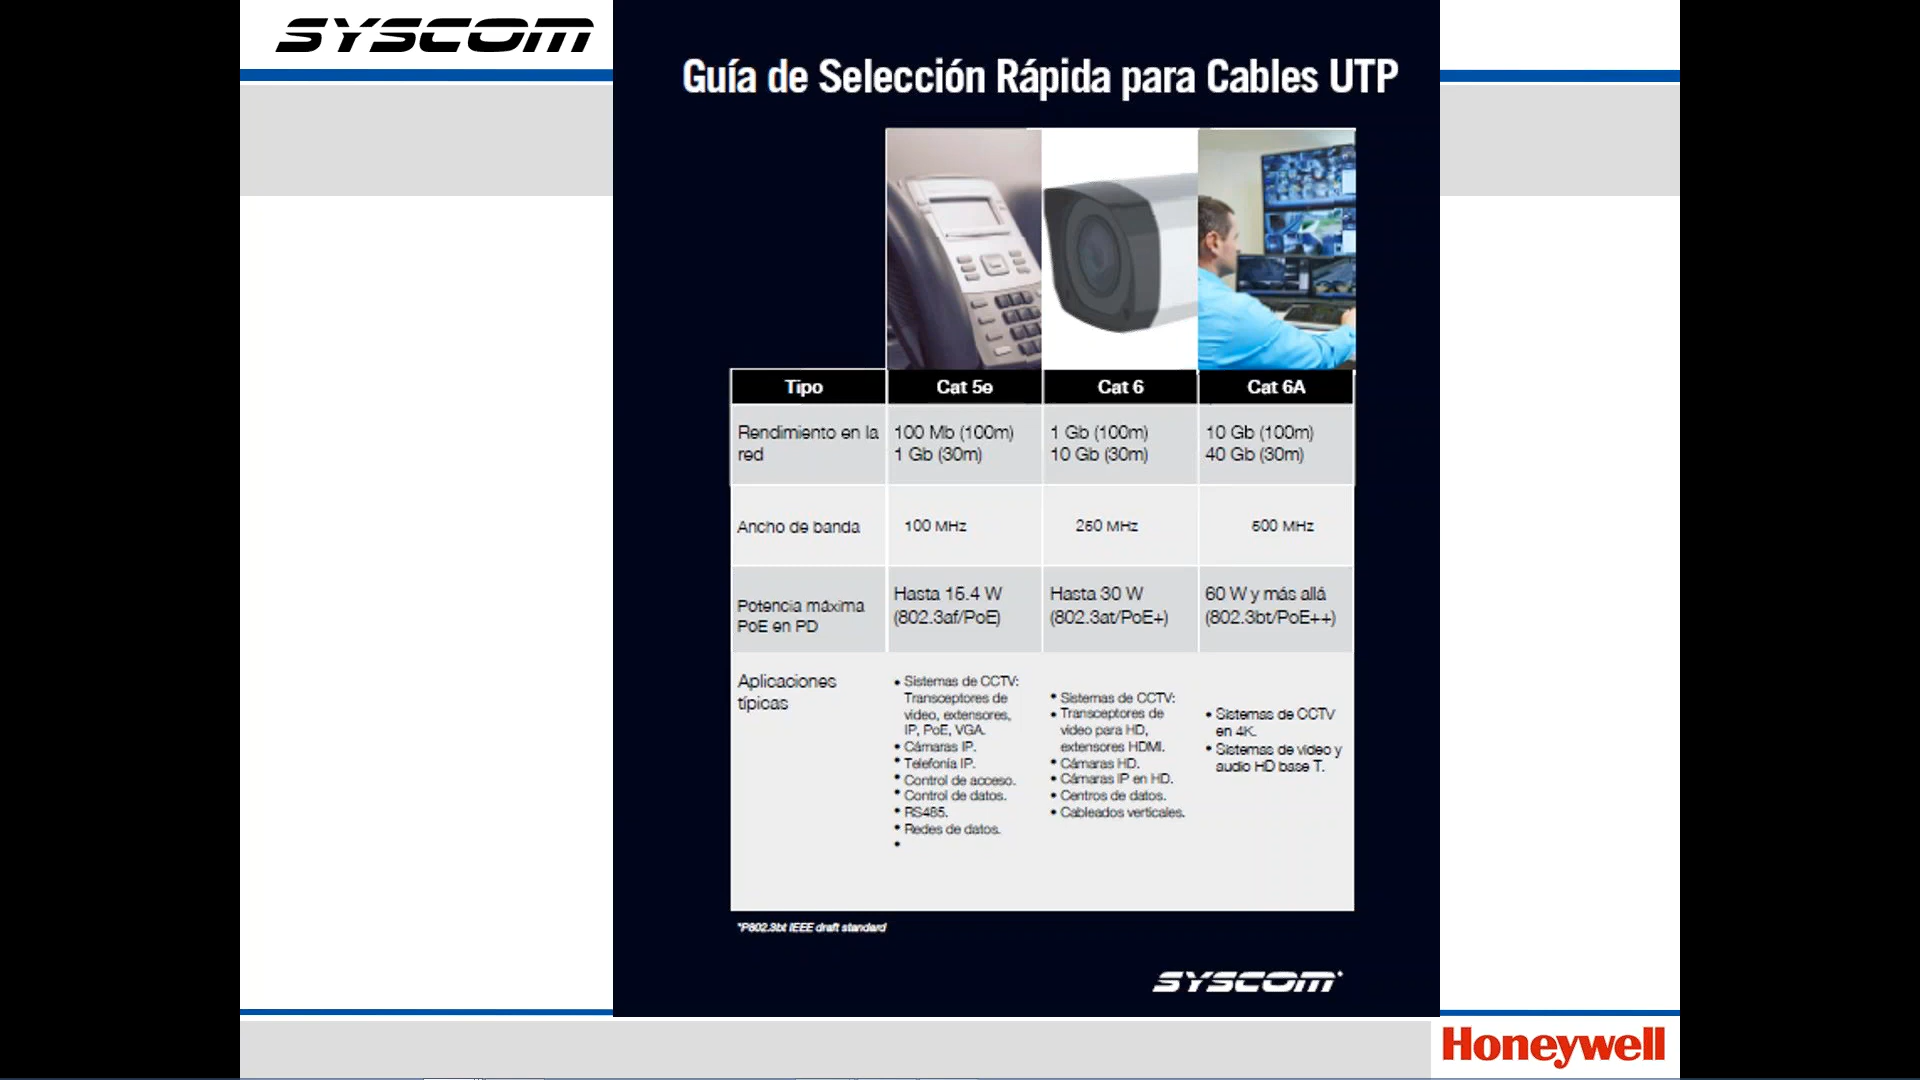 SYSCOM
Guía de Selección Rápida para Cables UTP
Tipo
Cat 5e
Cat 6
Cat 6A
Rendimiento en la
red
100 Mb (100m)
1 Gb (30m)
1 Gb (100m)
10 Gb (30m)
10 Gb (100m)
40 Gb (30m)
Ancho de banda
100 MHz
250 MHz
500 MHz
Potencia máxima
PoE en PD
Hasta 15.4 W
(802.3af/PoE)
Hasta 30 W
(802.3at/PoE+)
60 W y más allá
(802.3bt/PoE++)
Aplicaciones
típicas
• Sistemas de CCTV:
Transceptores de
video, extensores,
IP, PoE, VGA.
• Cámaras IP.
• Telefonía IP.
• Control de acceso.
• Control de datos.
• RS485.
• Redes de datos.
•
• Sistemas de CCTV:
• Transceptores de
video para HD,
extensores HDMI.
• Cámaras HD.
• Cámaras IP en HD.
• Centros de datos.
• Cableados verticales.
• Sistemas de CCTV
en 4K.
• Sistemas de video y
audio HD base T.
*P802.3bt IEEE draft standard
SYSCOM
Honeywell